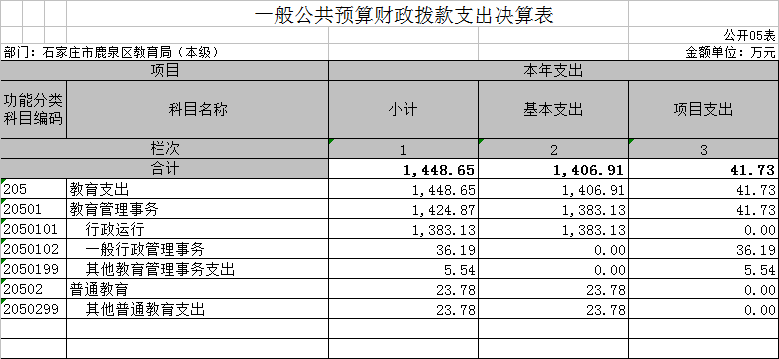 一般公共预算财政拨款支出决算表
公开05表
部门：石家庄市鹿泉区教育局（本级） 金额单位：万元
项目 本年支出
功能分类科目编码 科目名称 小计 基本支出 项目支出
栏次 1 2 3
合计 1,448.65 1,406.91 41.73
205 教育支出 1,448.65 1,406.91 41.73
20501 教育管理事务 1,424.87 1,383.13 41.73
2050101 行政运行 1,383.13 1,383.13 0.00
2050102 一般行政管理事务 36.19 0.00 36.19
2050199 其他教育管理事务支出 5.54 0.00 5.54
20502 普通教育 23.78 23.78 0.00
2050299 其他普通教育支出 23.78 23.78 0.00